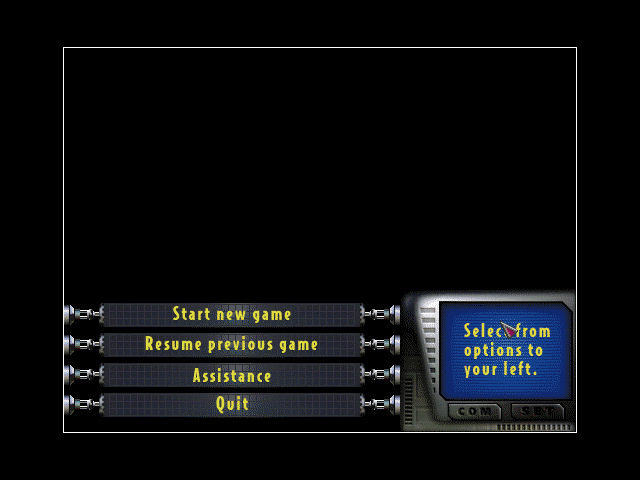 Start new game
Resume previous game
Assistance
Quit
Select from
options to
your left.
COM SET